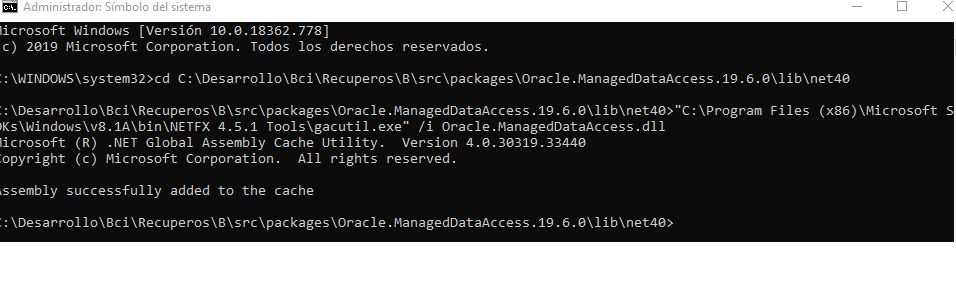 Administrador: Símbolo del sistema
Microsoft Windows [Versión 10.0.18362.778]
(c) 2019 Microsoft Corporation. Todos los derechos reservados.
C:\WINDOWS\system32>cd C:\Desarrollo\Bci\Recuperos\B\src\packages\Oracle.ManagedDataAccess.19.6.0\lib\net40
C:\Desarrollo\Bci\Recuperos\B\src\packages\Oracle.ManagedDataAccess.19.6.0\lib\net40>"C:\Program Files (x86)\Microsoft S
DKs\Windows\v8.1A\bin\NETFX 4.5.1 Tools\gacutil.exe" /i Oracle.ManagedDataAccess.dll
Microsoft (R) .NET Global Assembly Cache Utility.  Version 4.0.30319.33440
Copyright (c) Microsoft Corporation.  All rights reserved.
Assembly successfully added to the cache
C:\Desarrollo\Bci\Recuperos\B\src\packages\Oracle.ManagedDataAccess.19.6.0\lib\net40>